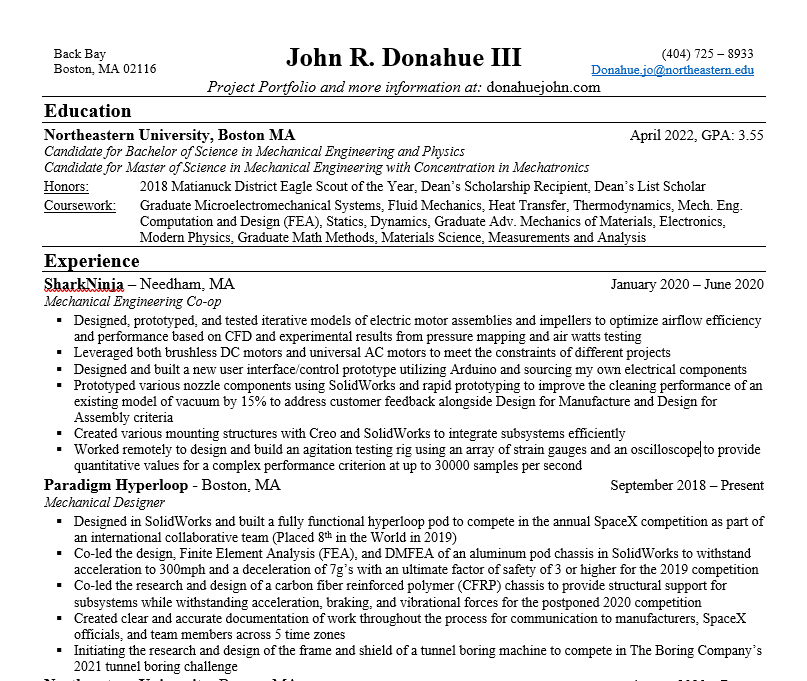 Back Bay
Boston, MA 02116
John R. Donahue III
(404) 725 – 8933
Donahue.jo@northeastern.edu
Project Portfolio and more information at: donahuejohn.com
Education
Northeastern University, Boston MA April 2022, GPA: 3.55
Candidate for Bachelor of Science in Mechanical Engineering and Physics
Candidate for Master of Science in Mechanical Engineering with Concentration in Mechatronics
Honors: 2018 Matianuck District Eagle Scout of the Year, Dean's Scholarship Recipient, Dean's List Scholar
Coursework: Graduate Microelectromechanical Systems, Fluid Mechanics, Heat Transfer, Thermodynamics, Mech. Eng.
Computation and Design (FEA), Statics, Dynamics, Graduate Adv. Mechanics of Materials, Electronics,
Modern Physics, Graduate Math Methods, Materials Science, Measurements and Analysis
Experience
SharkNinja – Needham, MA January 2020 – June 2020
Mechanical Engineering Co-op
▪ Designed, prototyped, and tested iterative models of electric motor assemblies and impellers to optimize airflow efficiency
and performance based on CFD and experimental results from pressure mapping and air watts testing
▪ Leveraged both brushless DC motors and universal AC motors to meet the constraints of different projects
▪ Designed and built a new user interface/control prototype utilizing Arduino and sourcing my own electrical components
▪ Prototyped various nozzle components using SolidWorks and rapid prototyping to improve the cleaning performance of an
existing model of vacuum by 15% to address customer feedback alongside Design for Manufacture and Design for
Assembly criteria
▪ Created various mounting structures with Creo and SolidWorks to integrate subsystems efficiently
▪ Worked remotely to design and build an agitation testing rig using an array of strain gauges and an oscilloscope to provide
quantitative values for a complex performance criterion at up to 30000 samples per second
Paradigm Hyperloop - Boston, MA September 2018 – Present
Mechanical Designer
▪ Designed in SolidWorks and built a fully functional hyperloop pod to compete in the annual SpaceX competition as part of
an international collaborative team (Placed 8th in the World in 2019)
▪ Co-led the design, Finite Element Analysis (FEA), and DMFEA of an aluminum pod chassis in SolidWorks to withstand
acceleration to 300mph and a deceleration of 7g's with an ultimate factor of safety of 3 or higher for the 2019 competition
▪ Co-led the research and design of a carbon fiber reinforced polymer (CFRP) chassis to provide structural support for
subsystems while withstanding acceleration, braking, and vibrational forces for the postponed 2020 competition
▪ Created clear and accurate documentation of work throughout the process for communication to manufacturers, SpaceX
officials, and team members across 5 time zones
▪ Initiating the research and design of the frame and shield of a tunnel boring machine to compete in The Boring Company's
2021 tunnel boring challenge